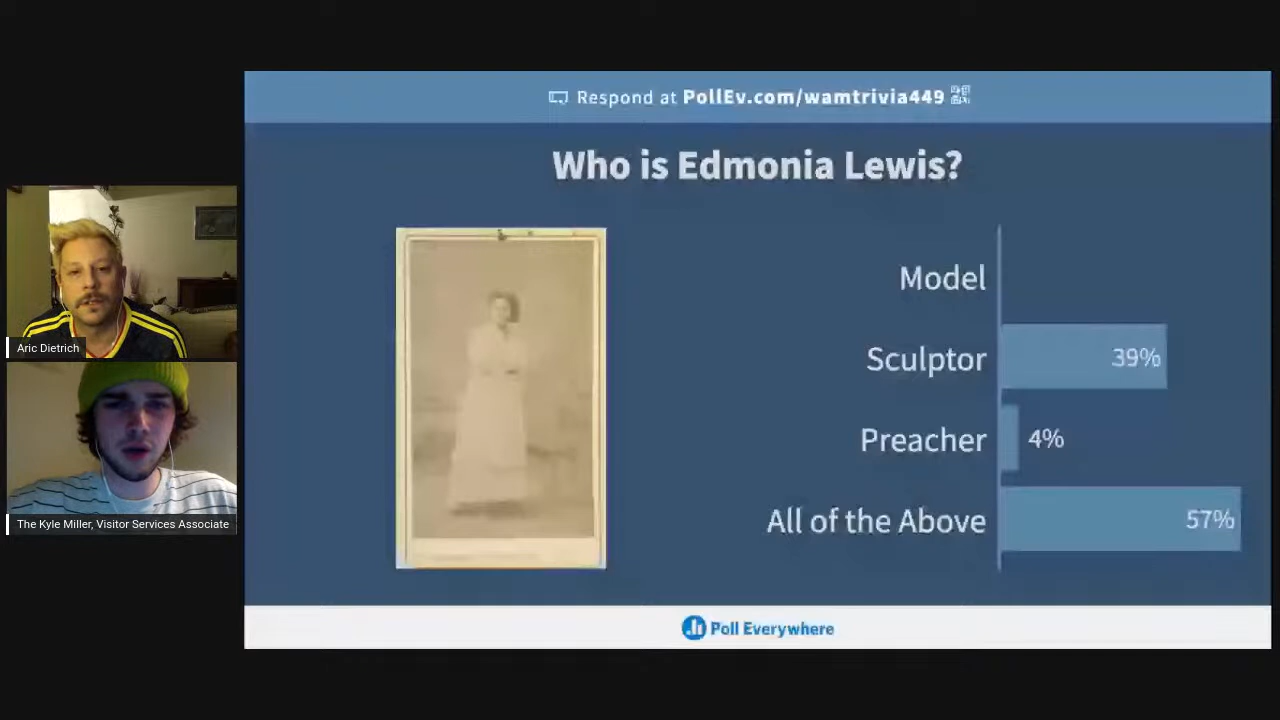 Respond at PollEv.com/wamtrivia449
Who is Edmonia Lewis?
Model
Sculptor
39%
Preacher
4%
All of the Above
57%
Aric Dietrich
The Kyle Miller, Visitor Services Associate
Poll Everywhere